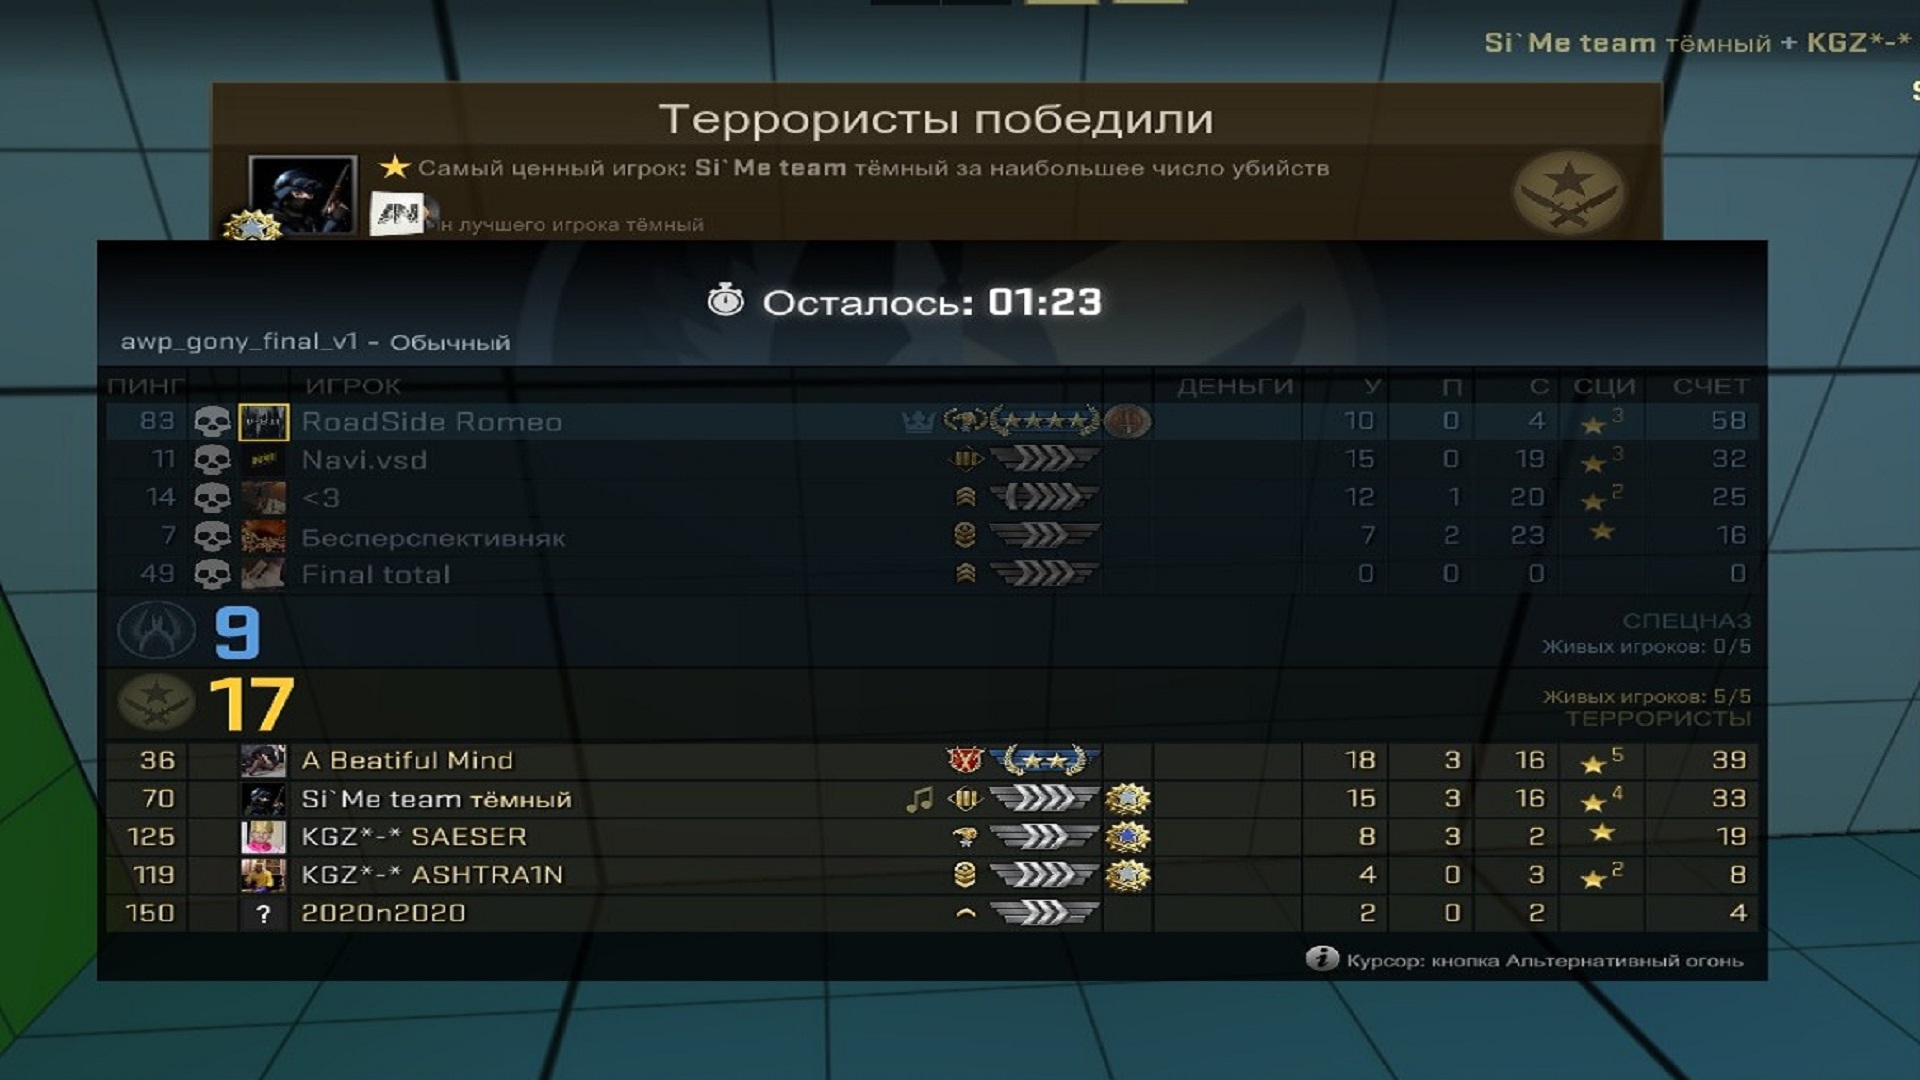 Si`Me team тёмный + KGZ*-*
Террористы победили
Самый ценный игрок: Si`Me team тёмный за наибольшее число убийств
н лучшего игрока тёмный
Осталось: 01:23
awp_gony_final_v1 - Обычный
ПИНГ ИГРОК ДЕНЬГИ У П С СЦИ СЧЕТ
83 RoadSide Romeo 10 0 4 3 58
11 Navi.vsd 15 0 19 3 32
14 <3 12 1 20 2 25
7 Бесперспективняк 7 2 23 16
49 Final total 0 0 0 0
9
СПЕЦНАЗ
Живых игроков: 0/5
17
Живых игроков: 5/5
ТЕРРОРИСТЫ
36 A Beatiful Mind 18 3 16 5 39
70 Si`Me team тёмный 15 3 16 4 33
125 KGZ*-* SAESER 8 3 2 19
119 KGZ*-* ASHTRA1N 4 0 3 2 8
150 ? 2020n2020 2 0 2 4
Курсор: кнопка Альтернативный огонь